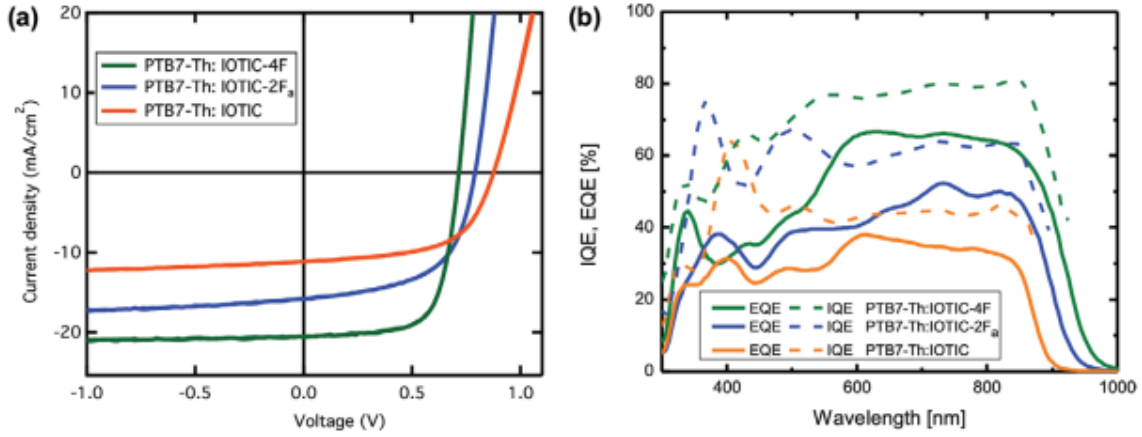 (a)
20
10
0
-10
-20
Current density (mA/cm²)
PTB7-Th: IOTIC-4F
PTB7-Th: IOTIC-2Fₐ
PTB7-Th: IOTIC
-1.0 -0.5 0.0 0.5 1.0
Voltage (V)
(b)
100
80
60
40
20
0
IQE, EQE [%]
EQE IQE PTB7-Th:IOTIC-4F
EQE IQE PTB7-Th:IOTIC-2Fₐ
EQE IQE PTB7-Th:IOTIC
400 600 800 1000
Wavelength [nm]